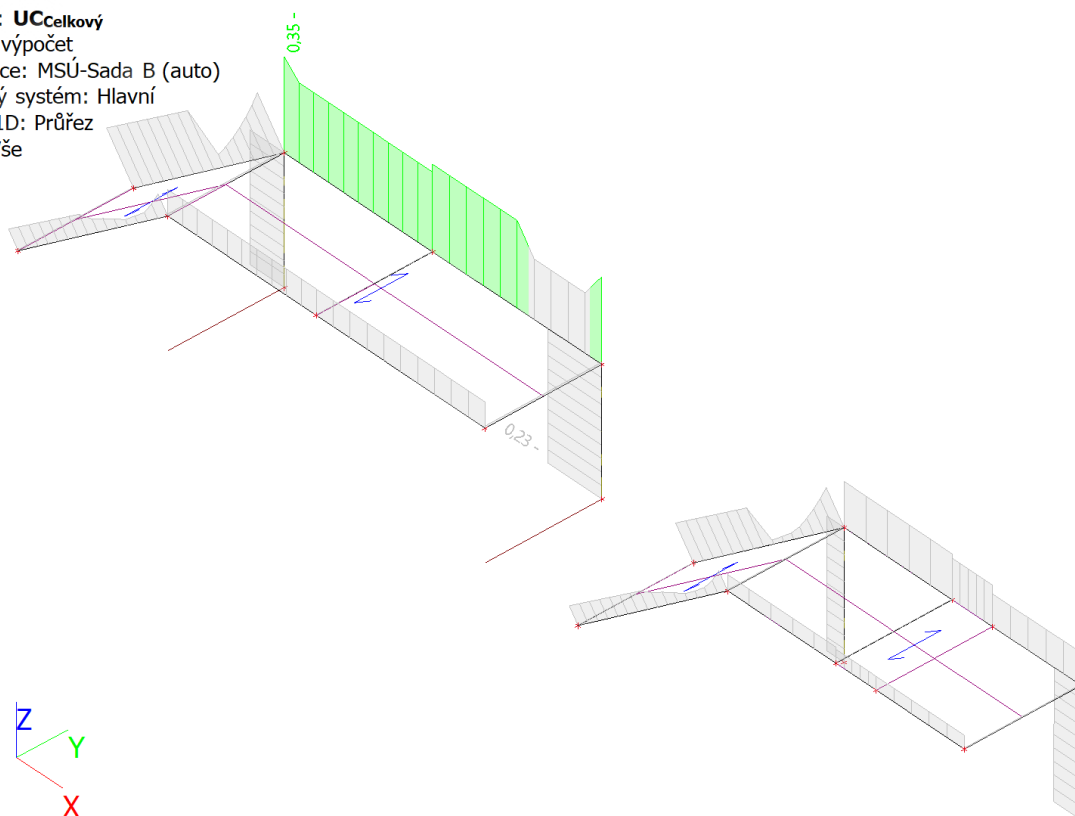 : UCCelkový
výpočet
ce: MSÚ-Sada B (auto)
ý systém: Hlavní
1D: Průřez
še
0,35 -
0,23 -
Z
Y
X